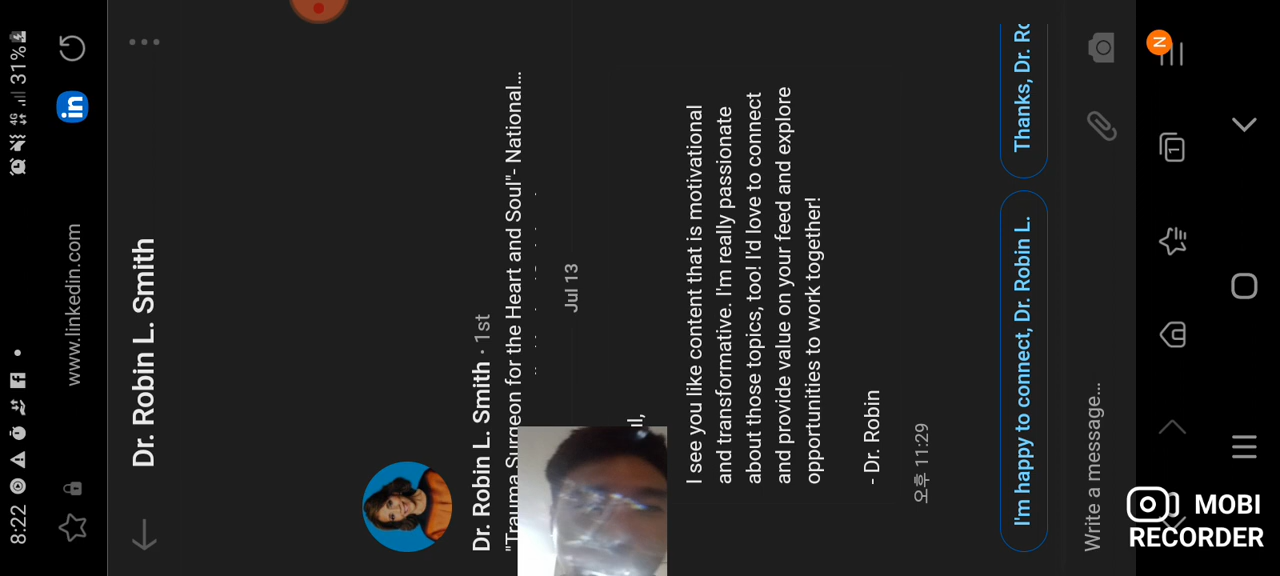 8:22
4G
31%
www.linkedin.com
in
Dr. Robin L. Smith
Dr. Robin L. Smith · 1st
"Trauma Surgeon for the Heart and Soul"- National...
Jul 13
I see you like content that is motivational
and transformative. I'm really passionate
about those topics, too! I'd love to connect
and provide value on your feed and explore
opportunities to work together!
- Dr. Robin
오후 11:29
I'm happy to connect, Dr. Robin L.
Thanks, Dr. Ro
Write a message...
N
1
MOBI
RECORDER